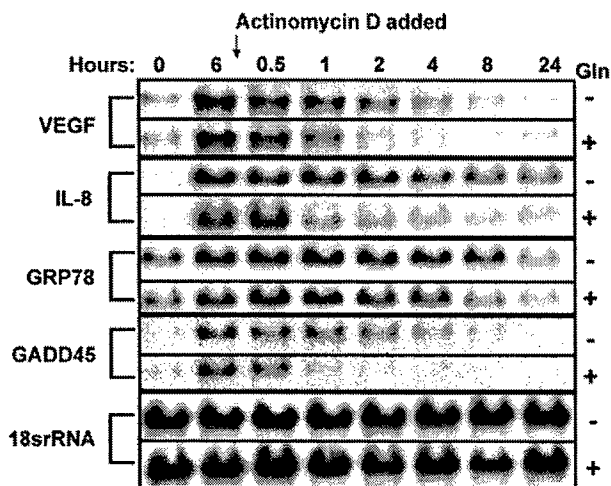 Actinomycin D added
Hours: 0 6 0.5 1 2 4 8 24 Gln
VEGF
-
+
IL-8
-
+
GRP78
-
+
GADD45
-
+
18srRNA
-
+